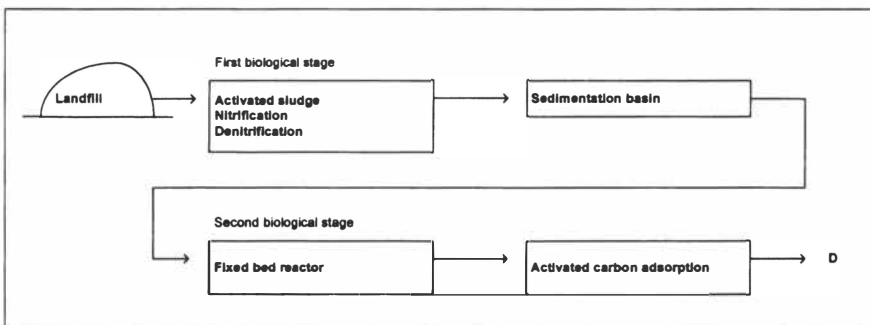 First biological stage
Landfill
Activated sludge
Nitrification
Denitrification
Sedimentation basin
Second biological stage
Fixed bed reactor
Activated carbon adsorption
D